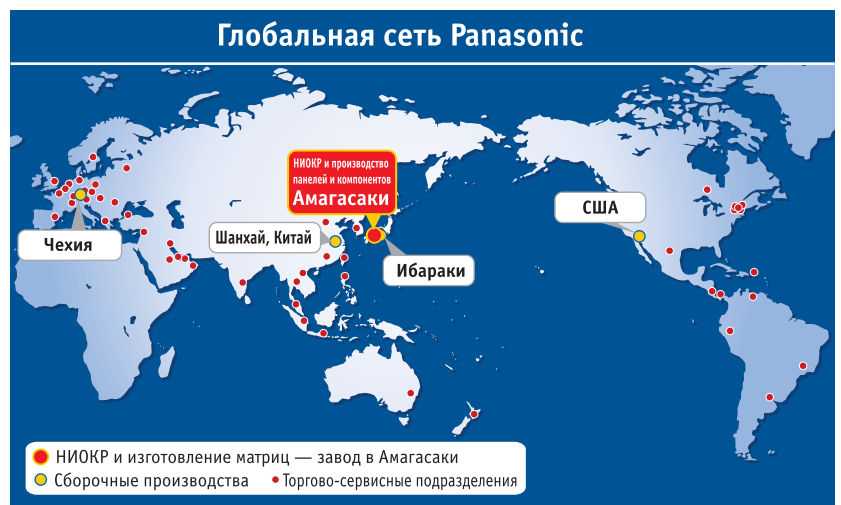 Глобальная сеть Panasonic
НИОКР и производство
панелей и компонентов
Амагасаки
США
Чехия
Шанхай, Китай
Ибараки
НИОКР и изготовление матриц — завод в Амагасаки
Сборочные производства
Торгово-сервисные подразделения